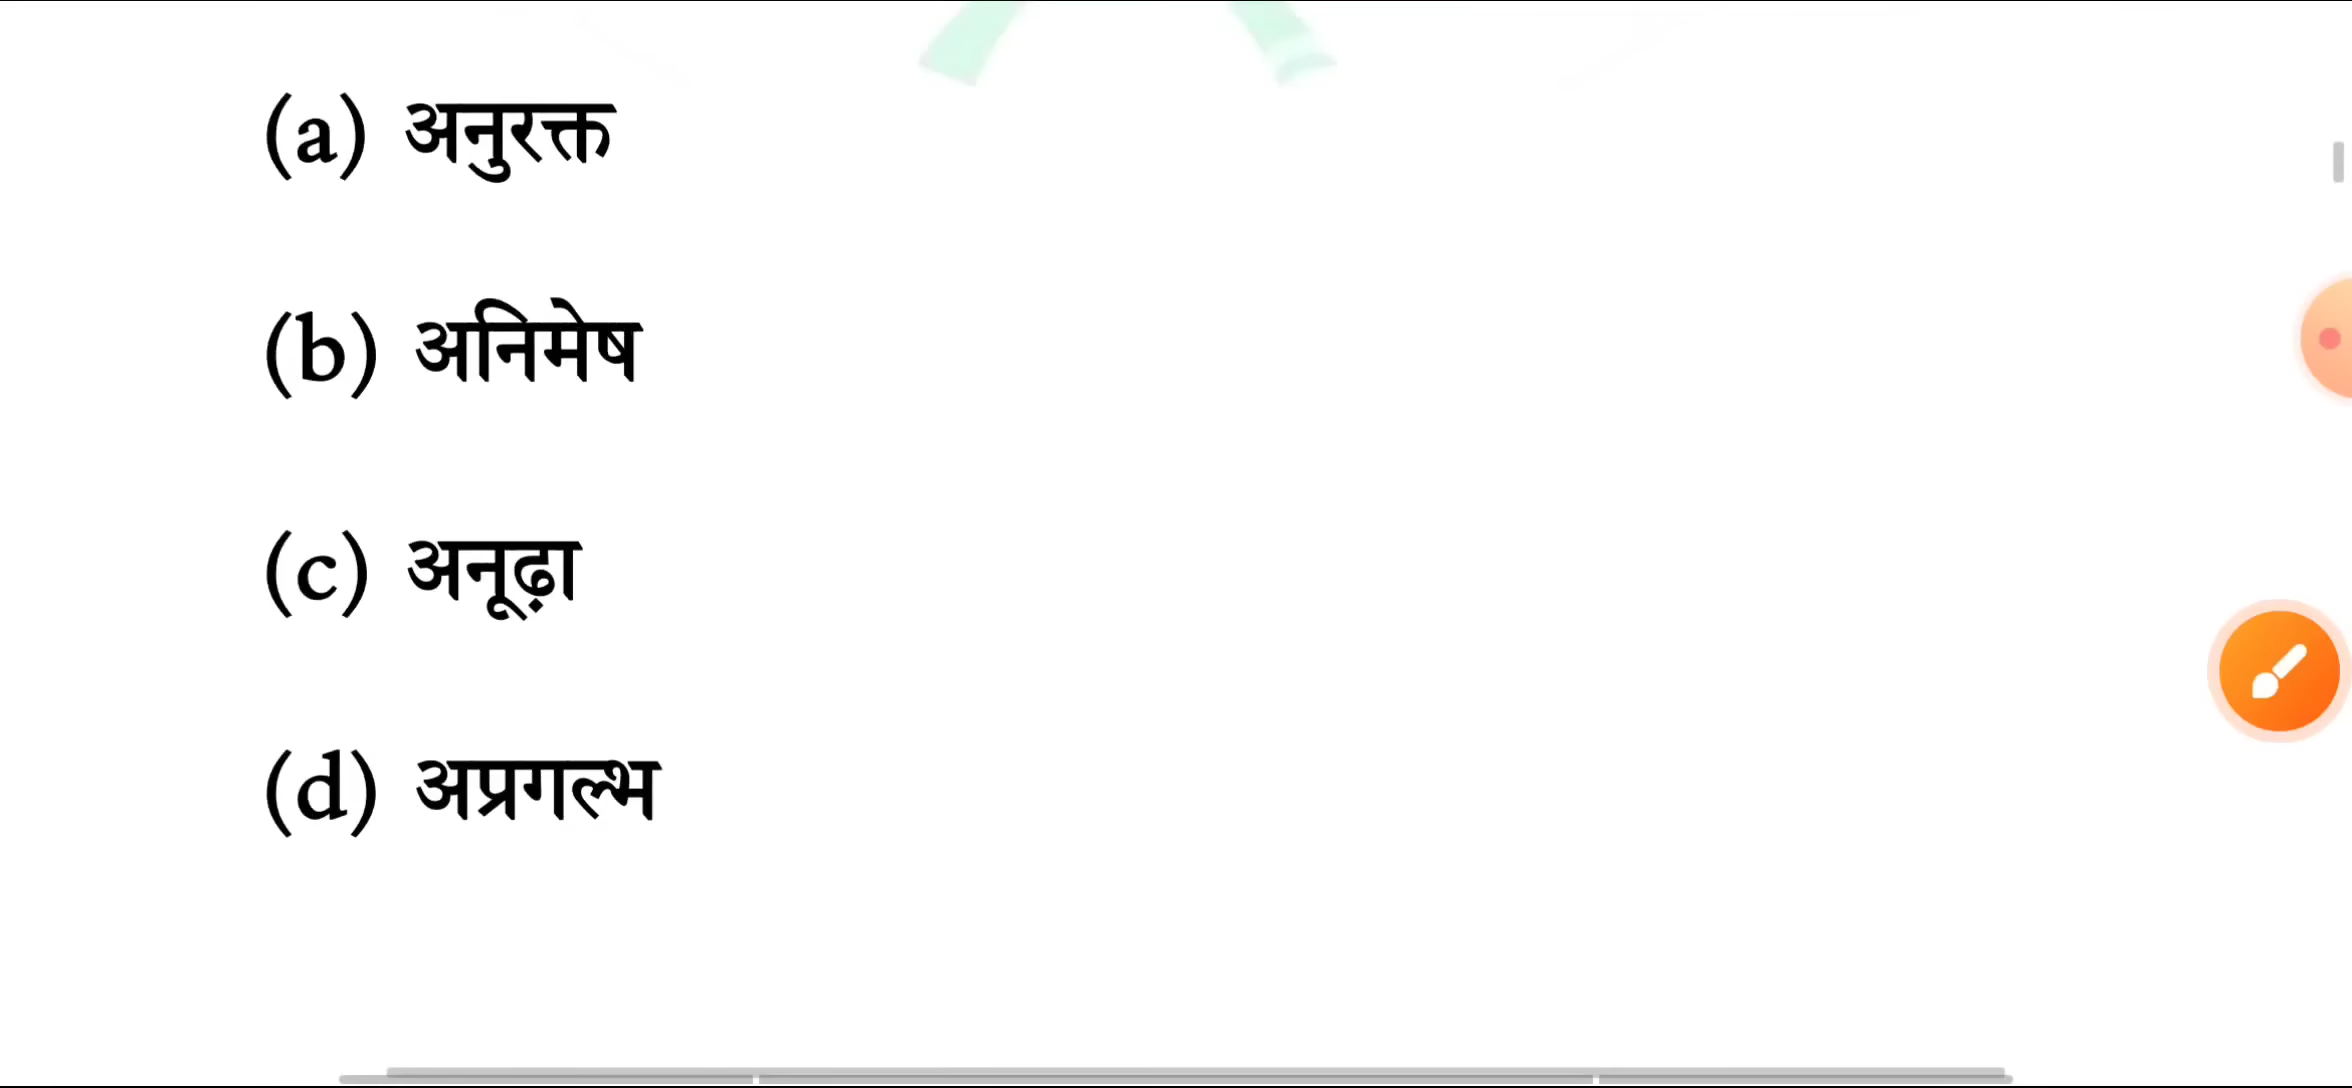 (a) अनुरक्त
(b) अनिमेष
(c) अनूढ़ा
(d) अप्रगल्भ